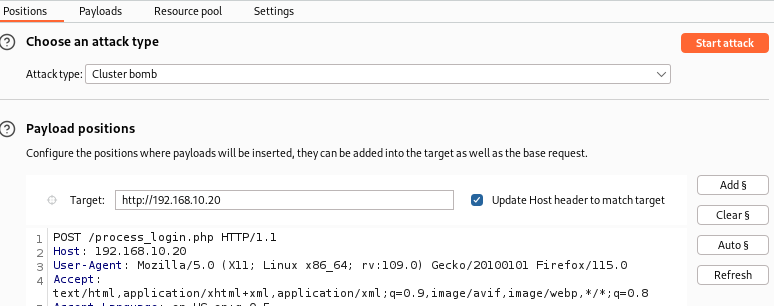 Positions Payloads Resource pool Settings
? Choose an attack type
Start attack
Attack type: Cluster bomb
? Payload positions
Configure the positions where payloads will be inserted, they can be added into the target as well as the base request.
Target: http://192.168.10.20 Update Host header to match target
Add §
Clear §
Auto §
Refresh
1 POST /process_login.php HTTP/1.1
2 Host: 192.168.10.20
3 User-Agent: Mozilla/5.0 (X11; Linux x86_64; rv:109.0) Gecko/20100101 Firefox/115.0
4 Accept:
text/html,application/xhtml+xml,application/xml;q=0.9,image/avif,image/webp,*/*;q=0.8